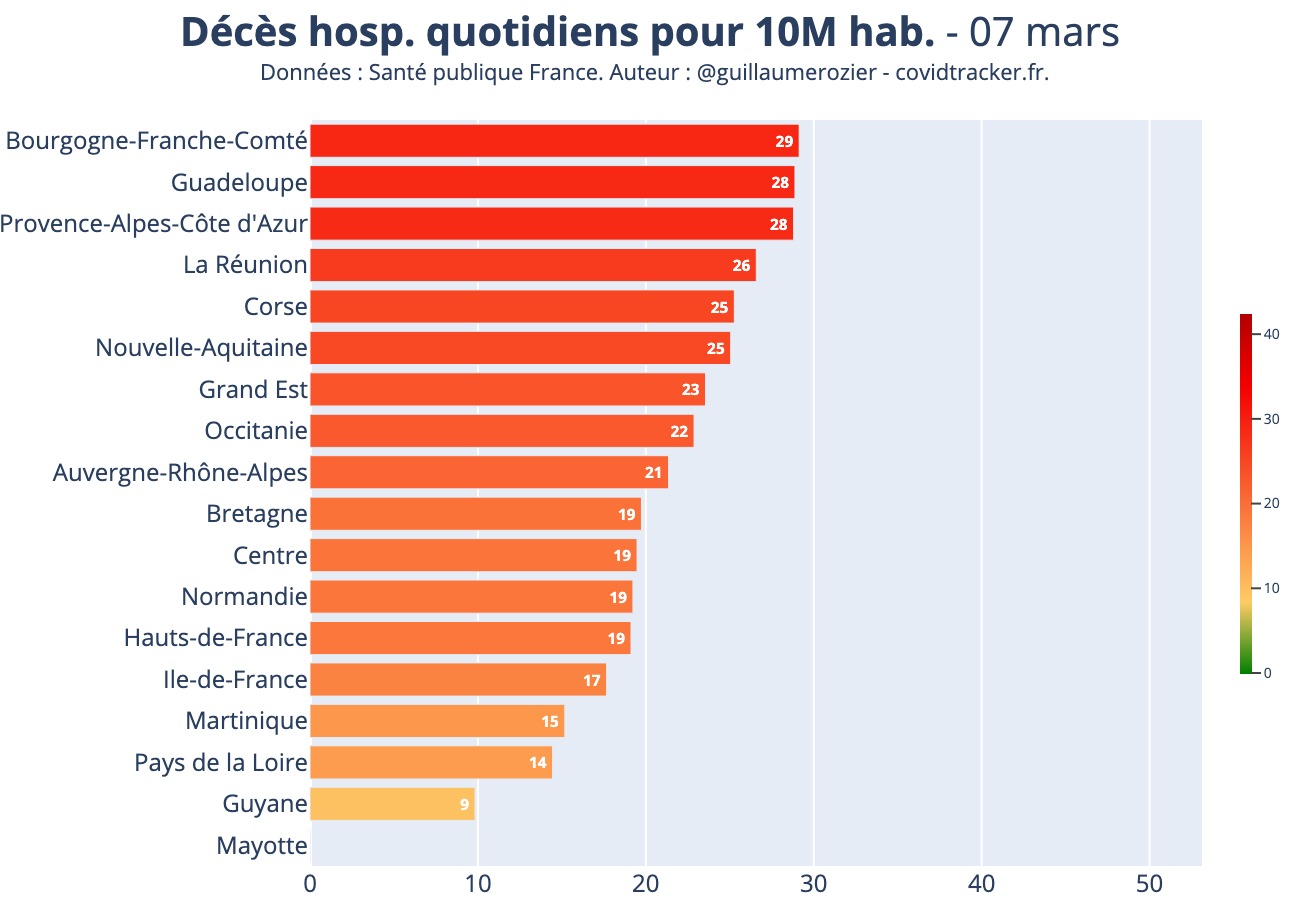 Décès hosp. quotidiens pour 10M hab. - 07 mars
Données : Santé publique France. Auteur : @guillaumerozier - covidtracker.fr.
Bourgogne-Franche-Comté 29
Guadeloupe 28
Provence-Alpes-Côte d'Azur 28
La Réunion 26
Corse 25
Nouvelle-Aquitaine 25
Grand Est 23
Occitanie 22
Auvergne-Rhône-Alpes 21
Bretagne 19
Centre 19
Normandie 19
Hauts-de-France 19
Ile-de-France 17
Martinique 15
Pays de la Loire 14
Guyane 9
Mayotte
0 10 20 30 40 50
40
30
20
10
0